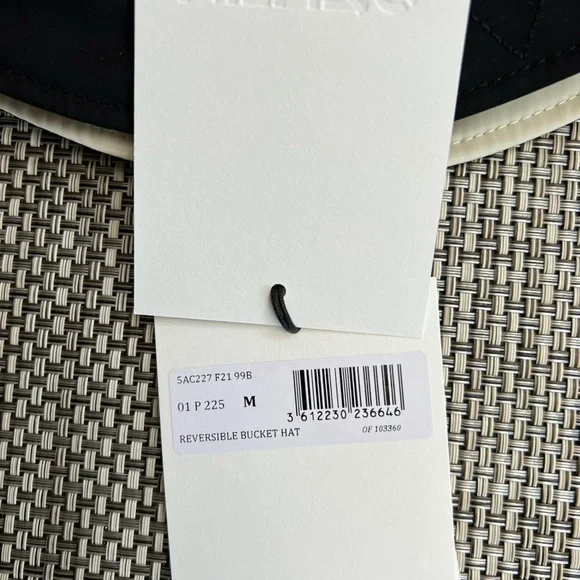 5AC227 F21 99B
01 P 225 M
3 612230 236646
REVERSIBLE BUCKET HAT
OF 103360